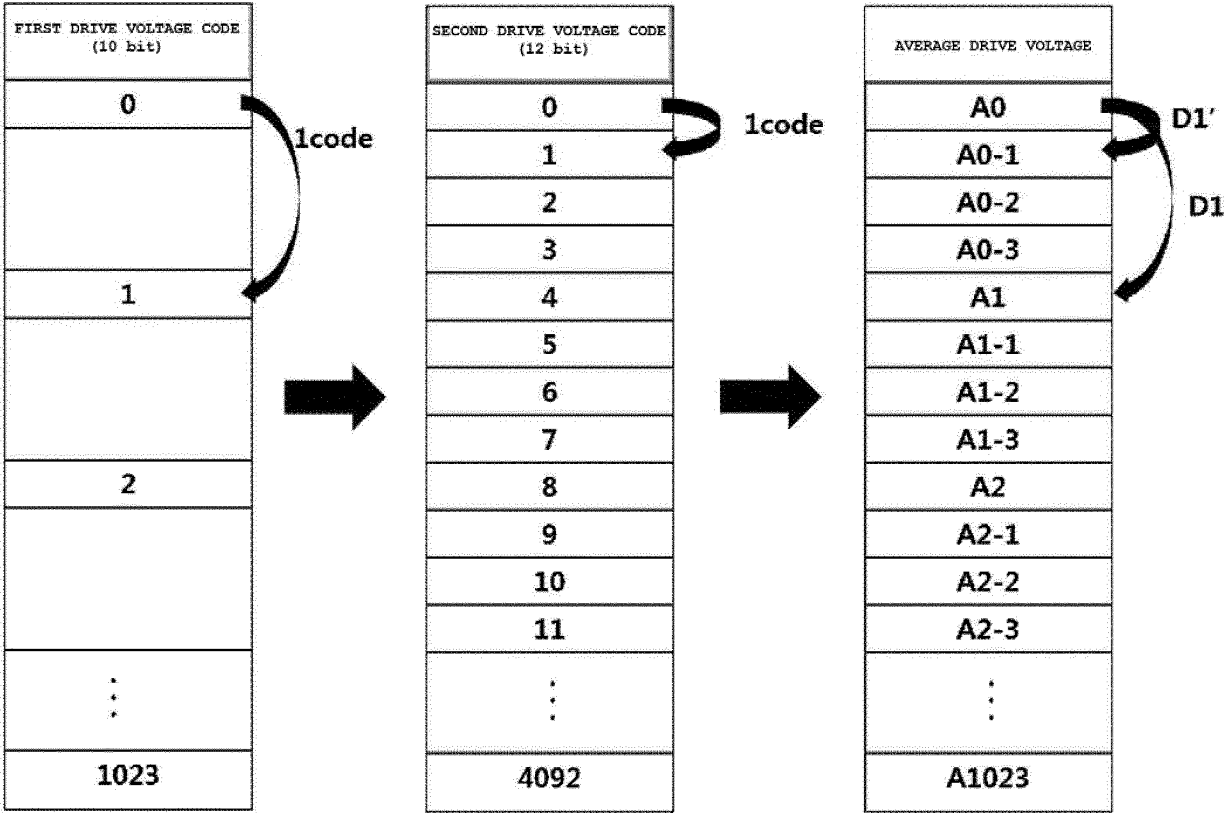 FIRST DRIVE VOLTAGE CODE
(10 bit)
0
1
2
⋮
1023
1code
SECOND DRIVE VOLTAGE CODE
(12 bit)
0
1
2
3
4
5
6
7
8
9
10
11
⋮
4092
1code
AVERAGE DRIVE VOLTAGE
A0
A0-1
A0-2
A0-3
A1
A1-1
A1-2
A1-3
A2
A2-1
A2-2
A2-3
⋮
A1023
D1′
D1